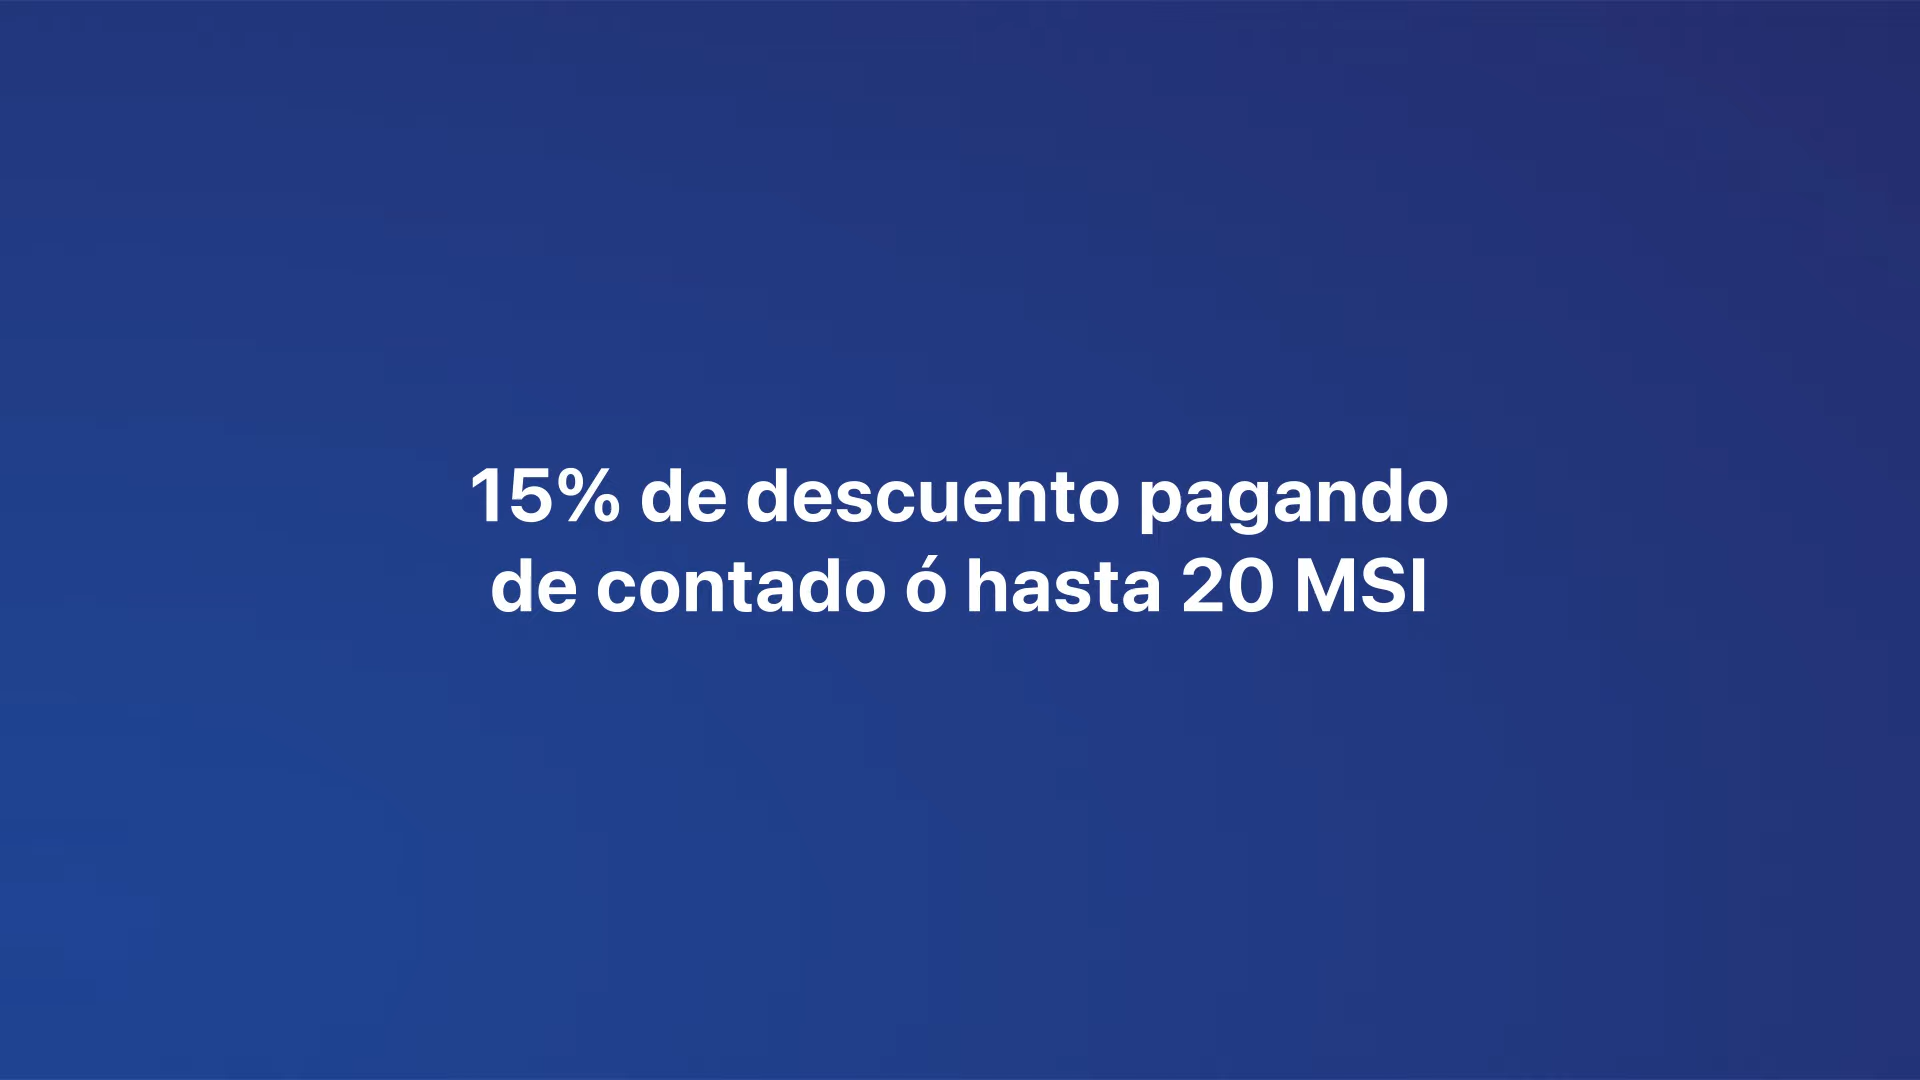 15% de descuento pagando
de contado ó hasta 20 MSI